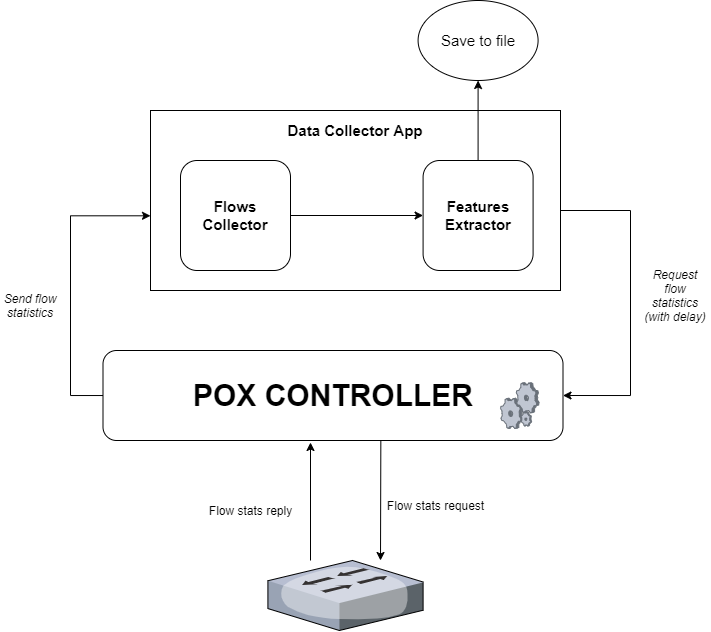 Save to file
Data Collector App
Flows
Collector
Features
Extractor
Send flow
statistics
Request
flow
statistics
(with delay)
POX CONTROLLER
Flow stats reply
Flow stats request